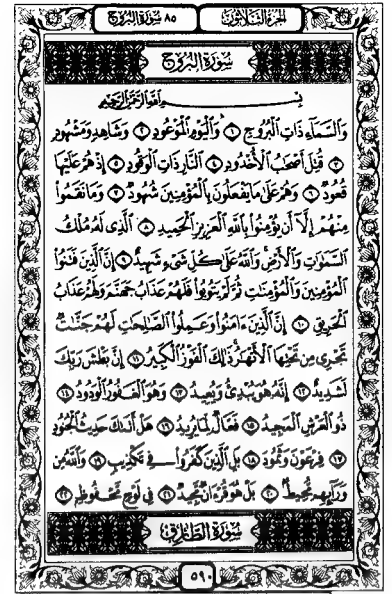 الجزء الثلاثون
٨٥ سورة البروج
سورة البروج
بسم الله الرحمن الرحيم
وَالسَّمَاءِ ذَاتِ الْبُرُوجِ ١ وَالْيَوْمِ الْمَوْعُودِ ٢ وَشَاهِدٍ وَمَشْهُودٍ
٣ قُتِلَ أَصْحَابُ الْأُخْدُودِ ٤ النَّارِ ذَاتِ الْوَقُودِ ٥ إِذْ هُمْ عَلَيْهَا
قُعُودٌ ٦ وَهُمْ عَلَىٰ مَا يَفْعَلُونَ بِالْمُؤْمِنِينَ شُهُودٌ ٧ وَمَا نَقَمُوا
مِنْهُمْ إِلَّا أَن يُؤْمِنُوا بِاللَّهِ الْعَزِيزِ الْحَمِيدِ ٨ الَّذِي لَهُ مُلْكُ
السَّمَاوَاتِ وَالْأَرْضِ وَاللَّهُ عَلَىٰ كُلِّ شَيْءٍ شَهِيدٌ ٩ إِنَّ الَّذِينَ فَتَنُوا
الْمُؤْمِنِينَ وَالْمُؤْمِنَاتِ ثُمَّ لَمْ يَتُوبُوا فَلَهُمْ عَذَابُ جَهَنَّمَ وَلَهُمْ عَذَابُ
الْحَرِيقِ ١٠ إِنَّ الَّذِينَ ءَامَنُوا وَعَمِلُوا الصَّالِحَاتِ لَهُمْ جَنَّاتٌ
تَجْرِي مِن تَحْتِهَا الْأَنْهَارُ ذَٰلِكَ الْفَوْزُ الْكَبِيرُ ١١ إِنَّ بَطْشَ رَبِّكَ
لَشَدِيدٌ ١٢ إِنَّهُ هُوَ يُبْدِئُ وَيُعِيدُ ١٣ وَهُوَ الْغَفُورُ الْوَدُودُ ١٤
ذُو الْعَرْشِ الْمَجِيدُ ١٥ فَعَّالٌ لِّمَا يُرِيدُ ١٦ هَلْ أَتَاكَ حَدِيثُ الْجُنُودِ
١٧ فِرْعَوْنَ وَثَمُودَ ١٨ بَلِ الَّذِينَ كَفَرُوا فِي تَكْذِيبٍ ١٩ وَاللَّهُ مِن
وَرَائِهِم مُّحِيطٌ ٢٠ بَلْ هُوَ قُرْءَانٌ مَّجِيدٌ ٢١ فِي لَوْحٍ مَّحْفُوظٍ ٢٢
سورة الطارق
٥٩٠